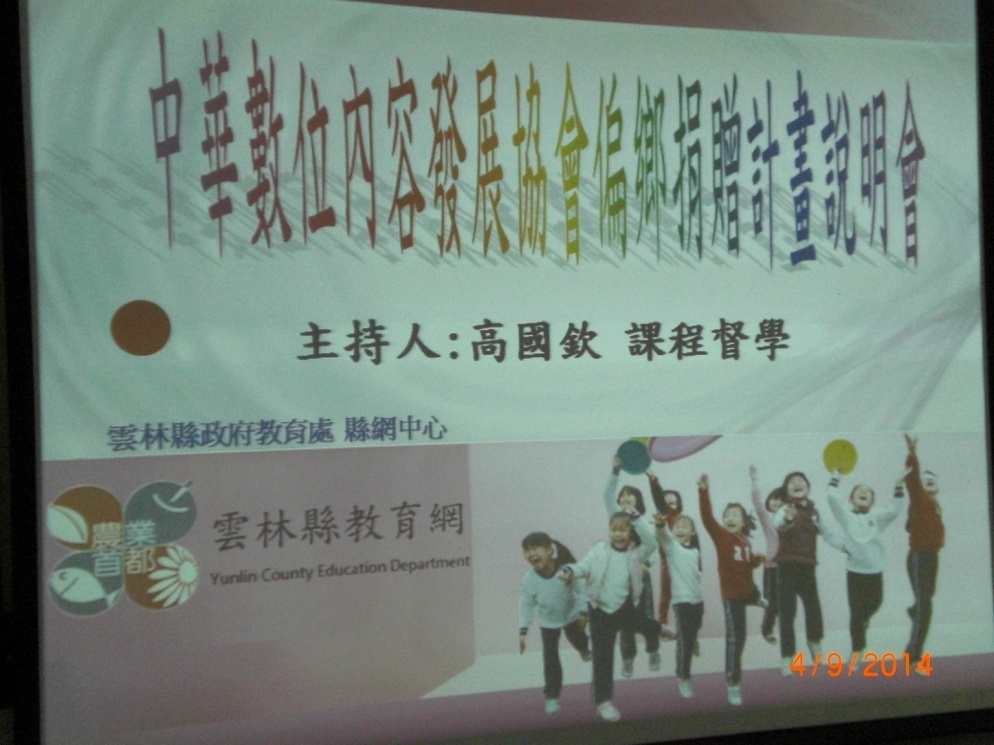 中華數位內容發展協會偏鄉捐贈計畫說明會
主持人:高國欽 課程督學
雲林縣政府教育處 縣網中心
農業
首都
雲林縣教育網
Yunlin County Education Department
21
4/9/2014